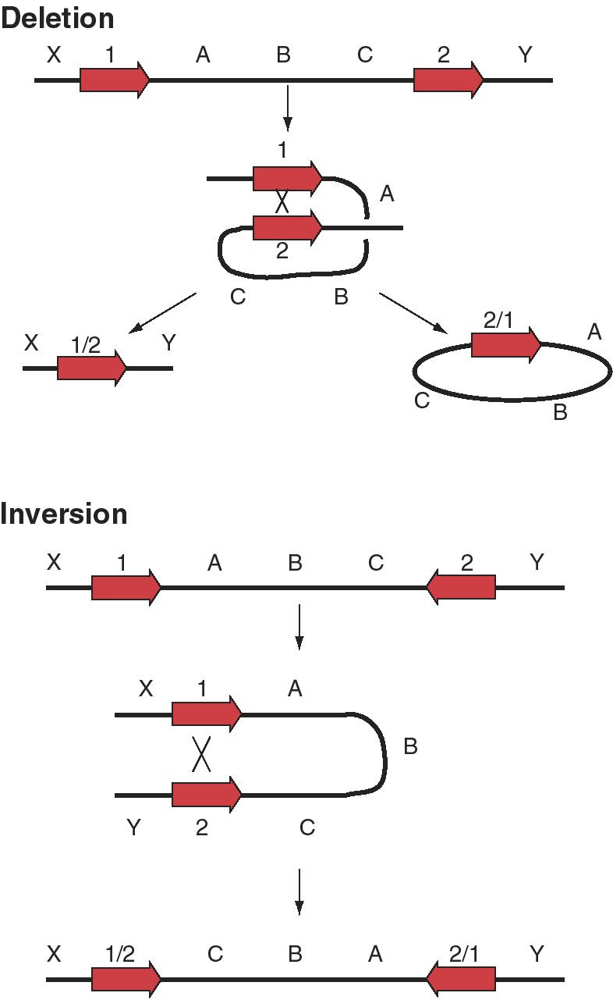 Deletion
X 1 A B C 2 Y
1
A
2
C B
X 1/2 Y
2/1 A
C B
Inversion
X 1 A B C 2 Y
X 1 A
B
Y 2 C
X 1/2 C B A 2/1 Y